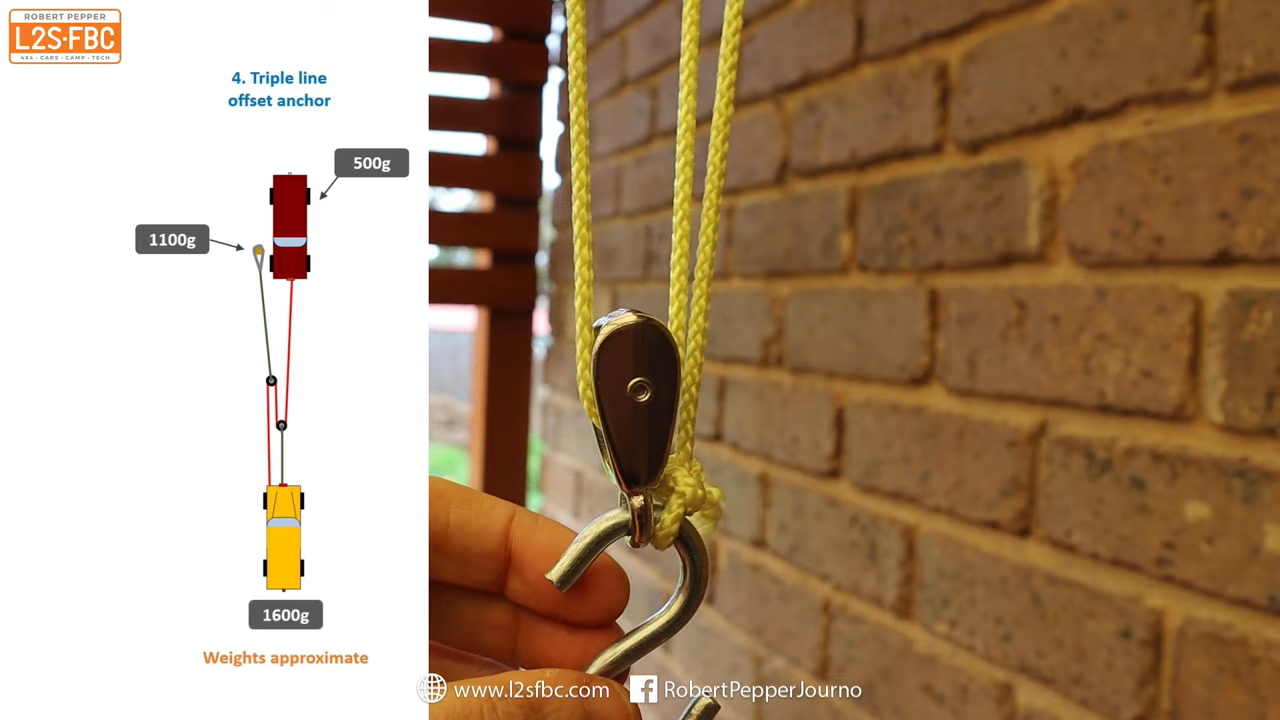 ROBERT PEPPER
L2S·FBC
4X4 · CARS · CAMP · TECH
4. Triple line
offset anchor
500g
1100g
1600g
Weights approximate
www.l2sfbc.com
RobertPepperJourno